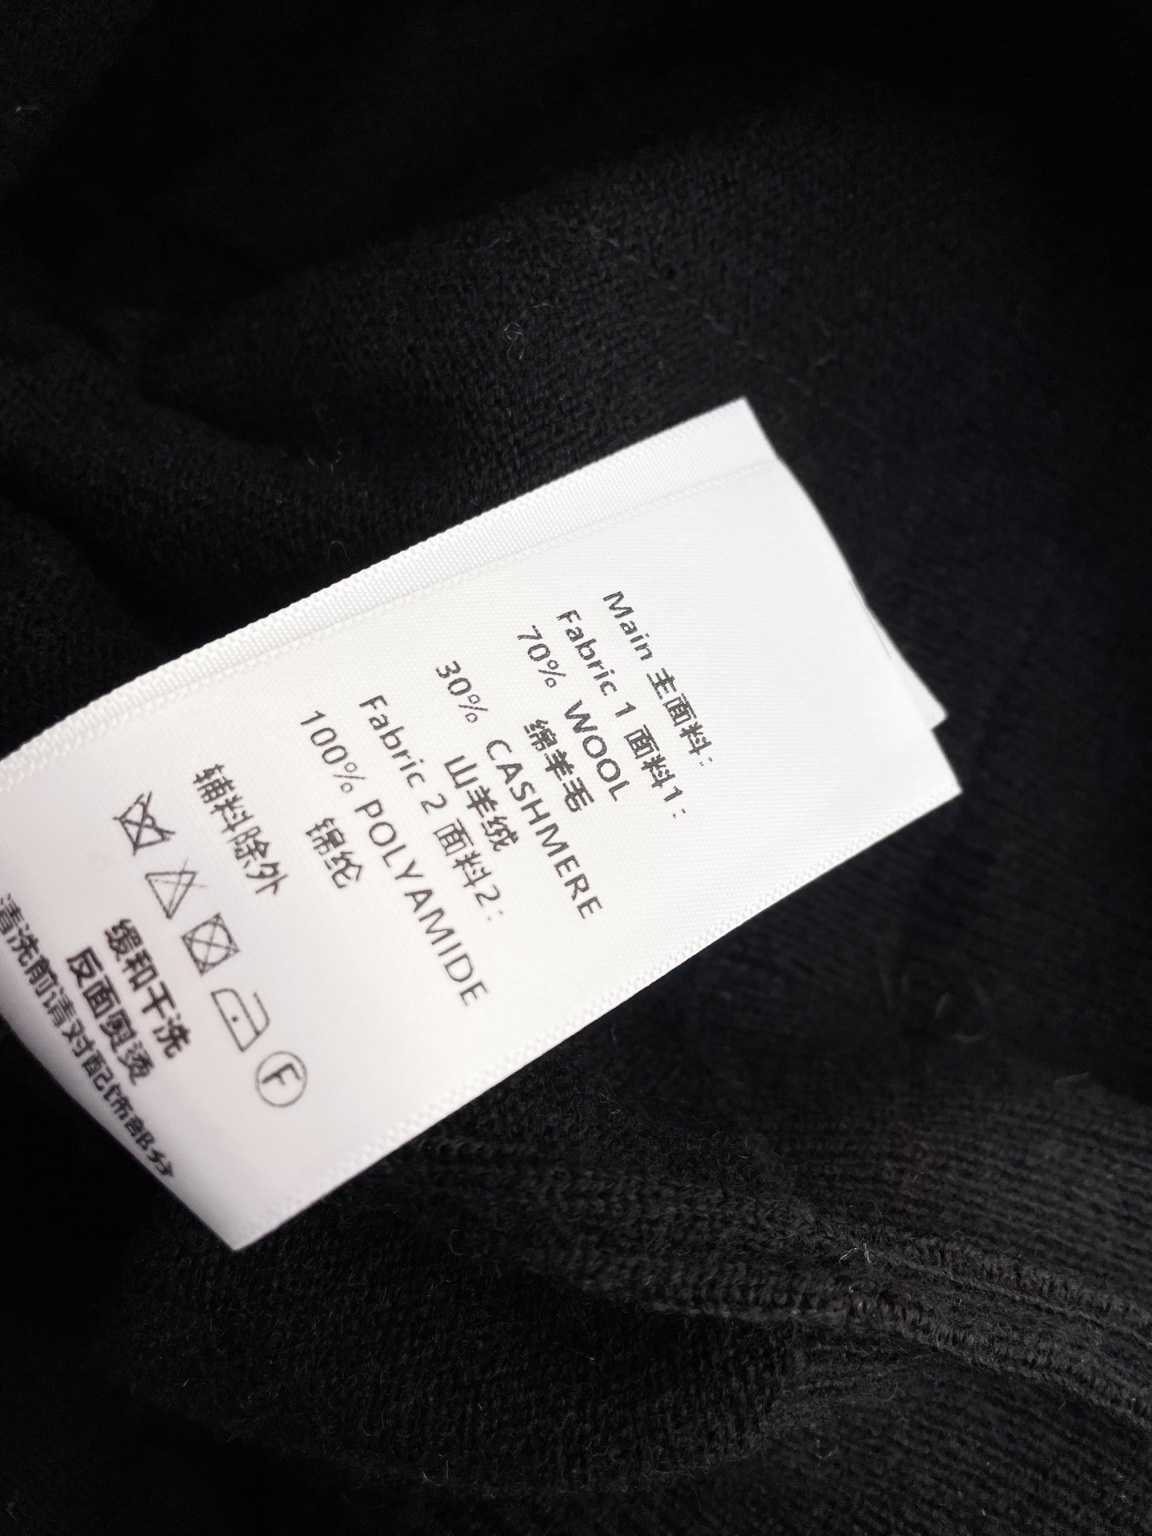 Main 主面料:
Fabric 1 面料1:
70% WOOL
绵羊毛
30% CASHMERE
山羊绒
Fabric 2 面料2:
100% POLYAMIDE
锦纶
辅料除外
F
缓和干洗
反面熨烫
清洗前请对配饰部分